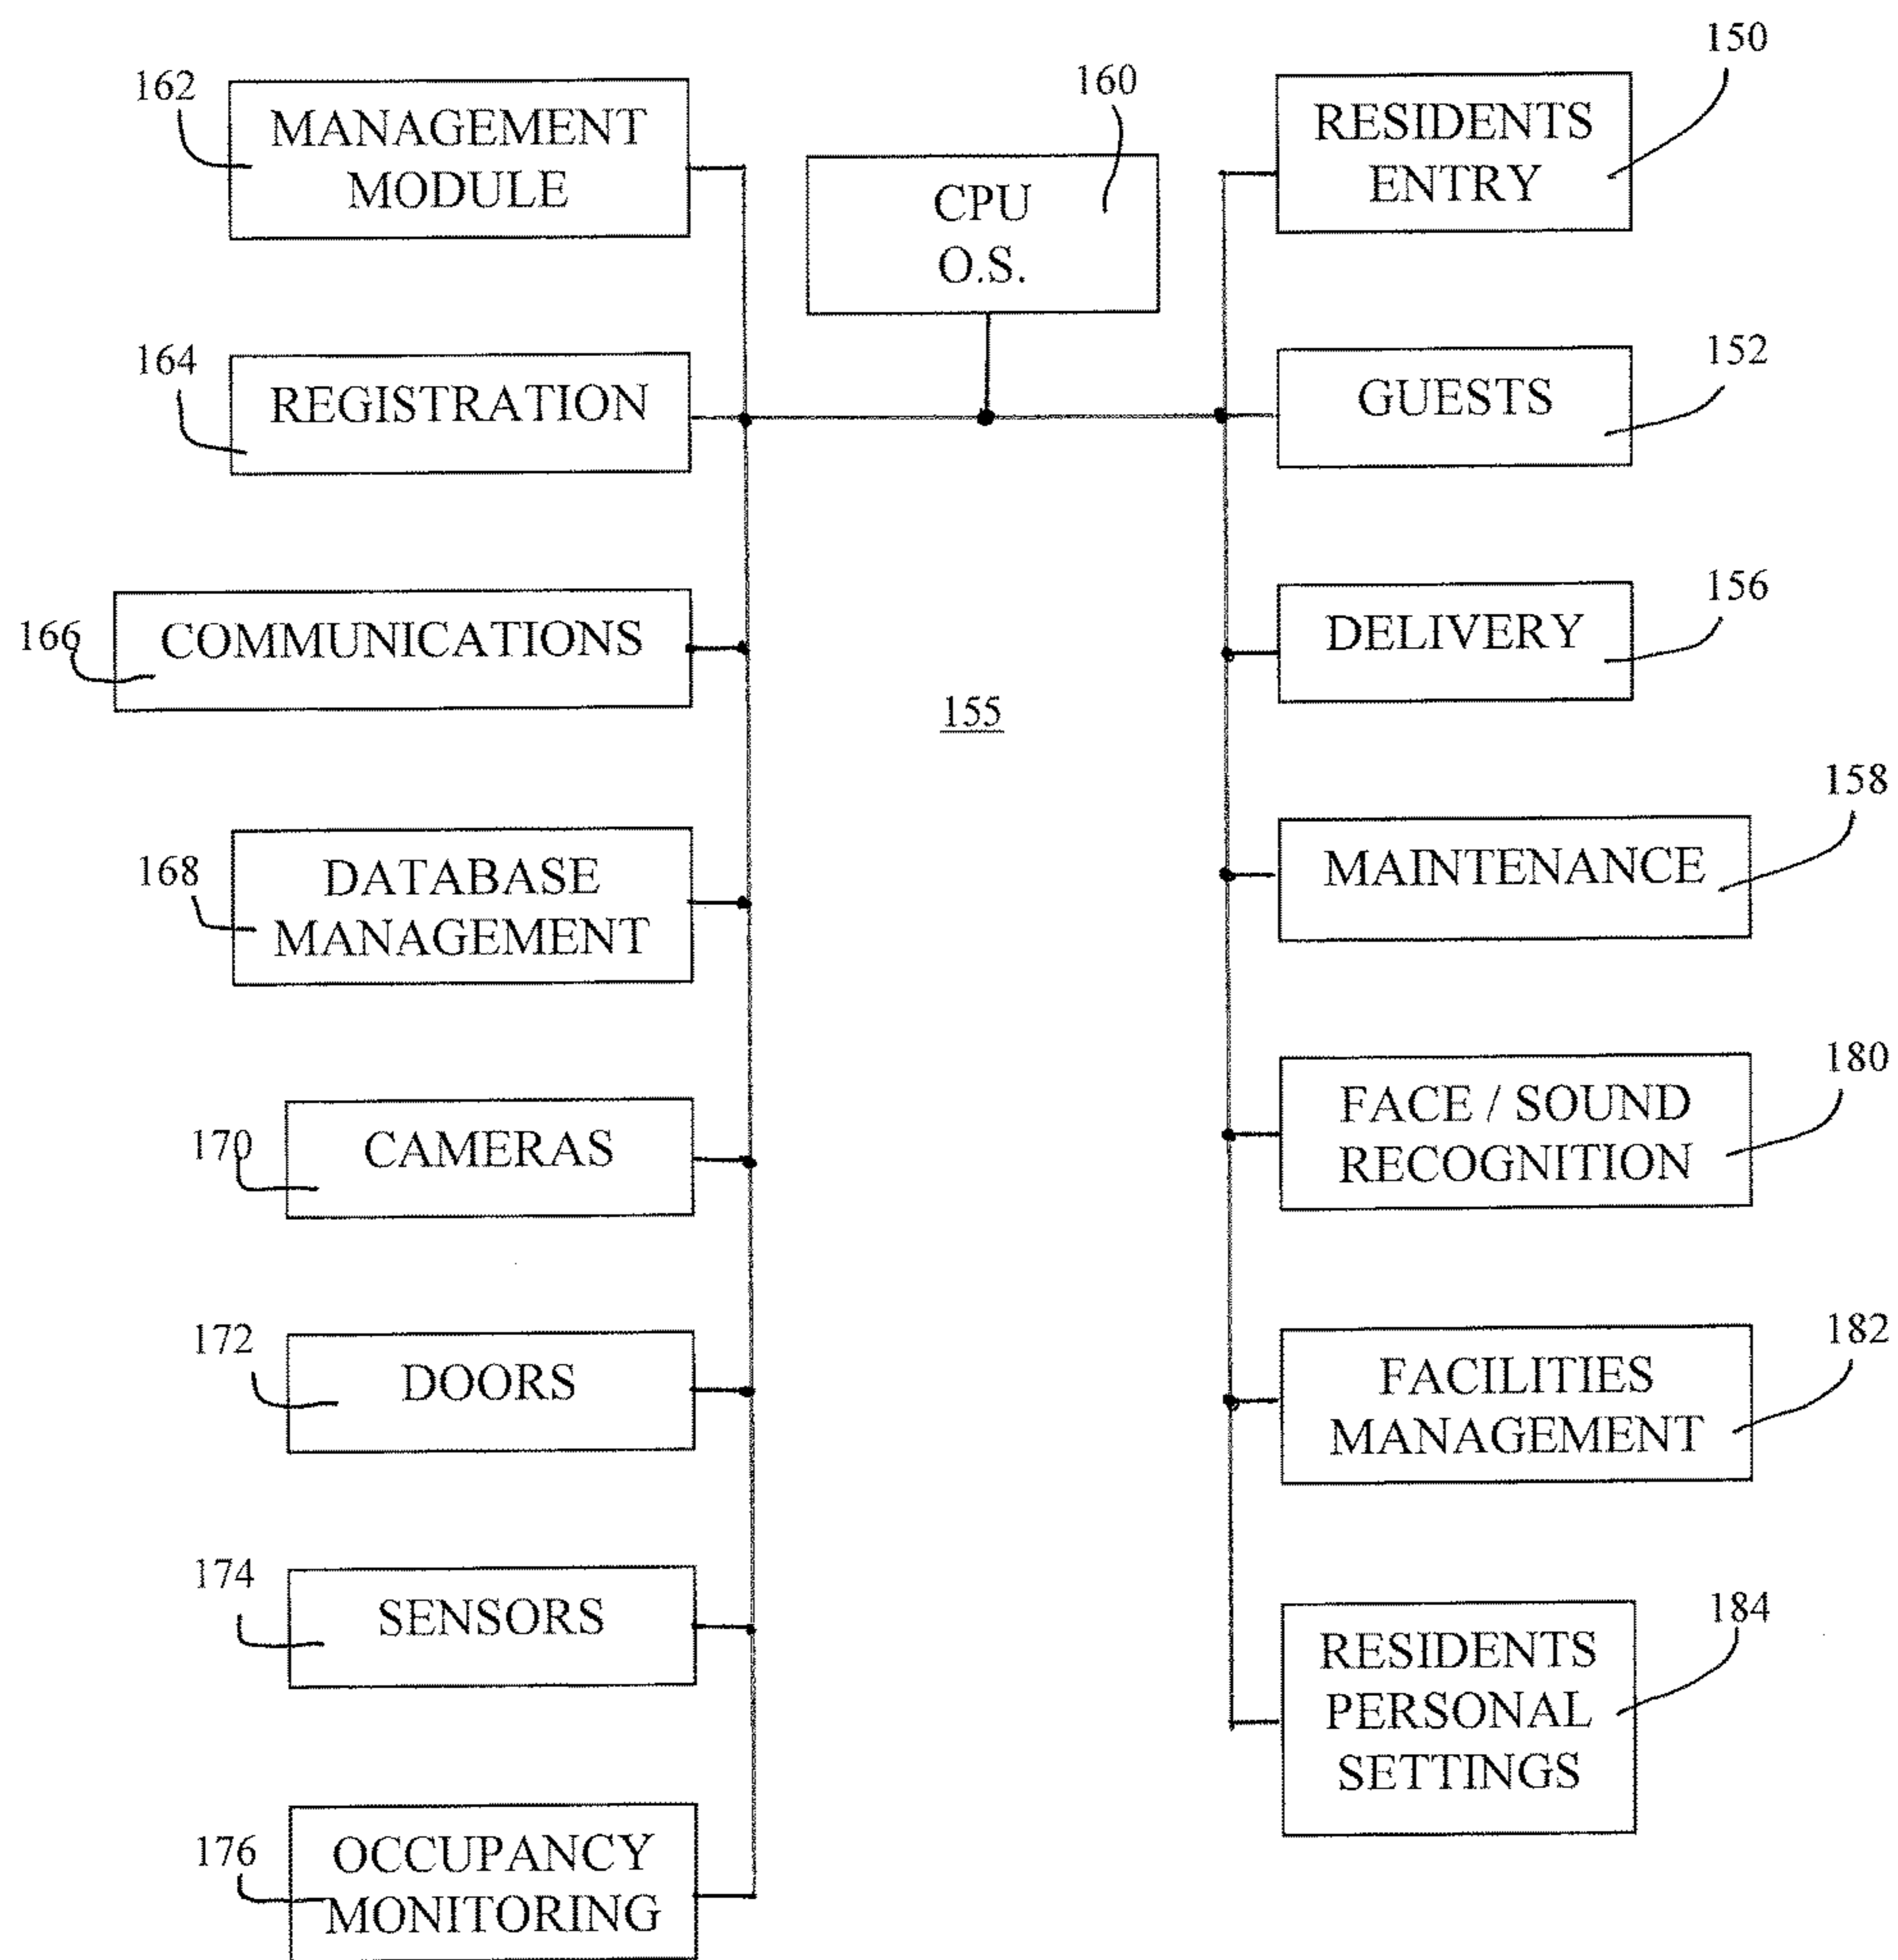 162
MANAGEMENT
MODULE
160
CPU
O.S.
150
RESIDENTS
ENTRY
164
REGISTRATION
152
GUESTS
166
COMMUNICATIONS
156
DELIVERY
155
168
DATABASE
MANAGEMENT
158
MAINTENANCE
170
CAMERAS
180
FACE / SOUND
RECOGNITION
172
DOORS
182
FACILITIES
MANAGEMENT
174
SENSORS
184
RESIDENTS
PERSONAL
SETTINGS
176
OCCUPANCY
MONITORING